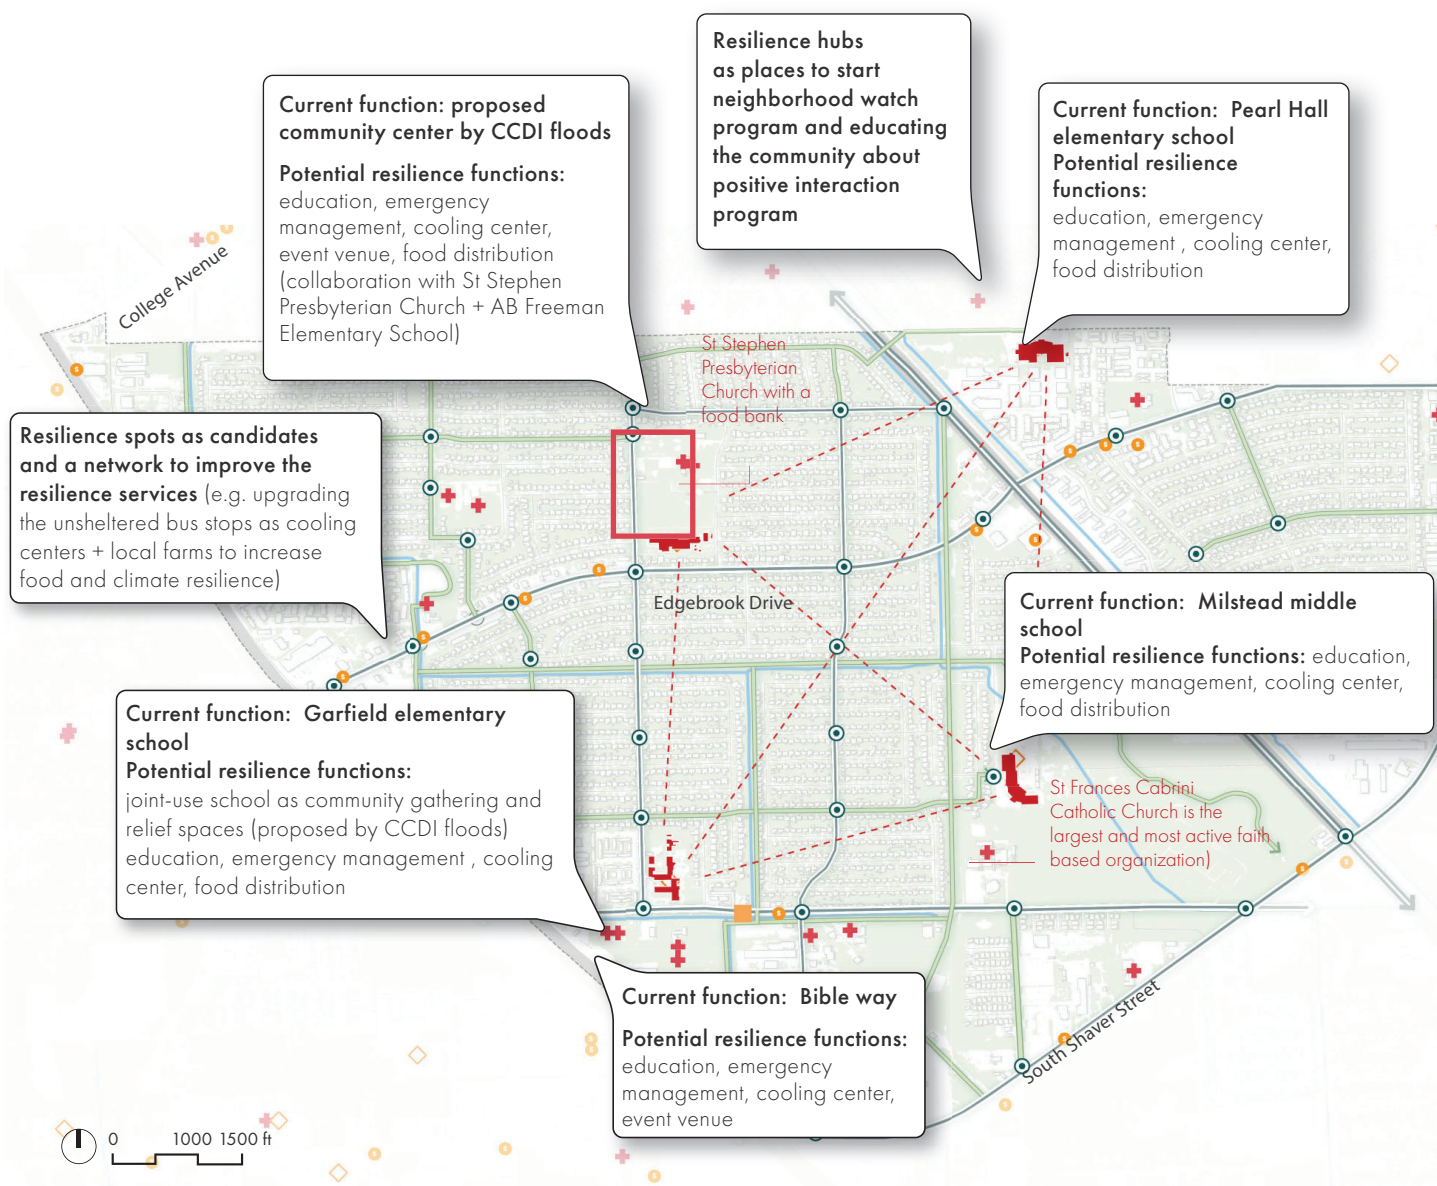 Resilience hubs
as places to start
neighborhood watch
program and educating
the community about
positive interaction
program
Current function: proposed
community center by CCDI floods
Potential resilience functions:
education, emergency
management, cooling center,
event venue, food distribution
(collaboration with St Stephen
Presbyterian Church + AB Freeman
Elementary School)
Current function: Pearl Hall
elementary school
Potential resilience
functions:
education, emergency
management , cooling center,
food distribution
College Avenue
St Stephen
Presbyterian
Church with a
food bank
Resilience spots as candidates
and a network to improve the
resilience services (e.g. upgrading
the unsheltered bus stops as cooling
centers + local farms to increase
food and climate resilience)
Edgebrook Drive
Current function: Milstead middle
school
Potential resilience functions: education,
emergency management, cooling center,
food distribution
Current function: Garfield elementary
school
Potential resilience functions:
joint-use school as community gathering and
relief spaces (proposed by CCDI floods)
education, emergency management , cooling
center, food distribution
St Frances Cabrini
Catholic Church is the
largest and most active faith
based organization)
Current function: Bible way
Potential resilience functions:
education, emergency
management, cooling center,
event venue
South Shaver Street
0 1000 1500 ft